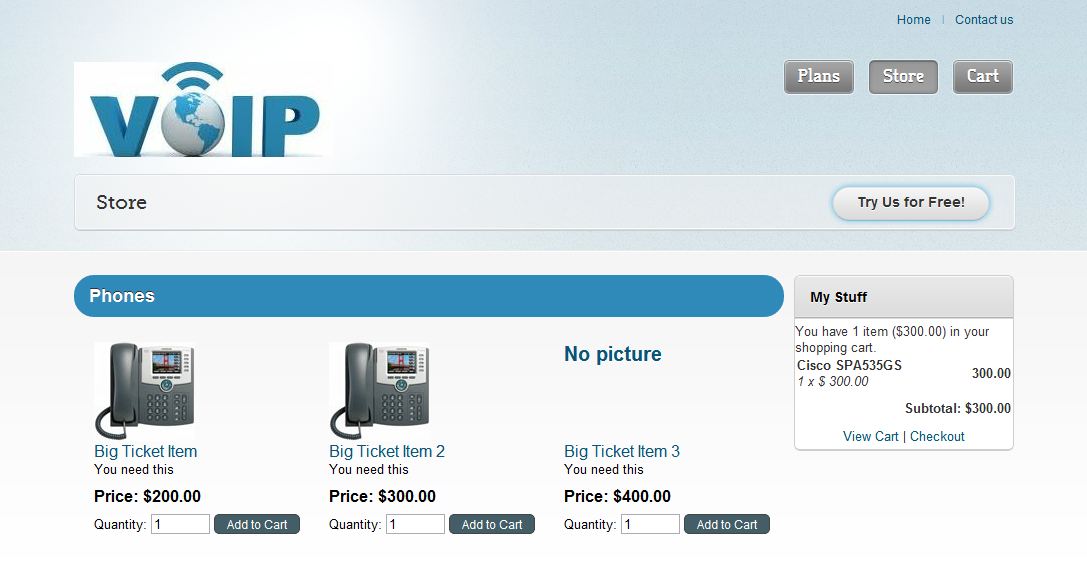 Home | Contact us
Plans Store Cart
VOIP
Store
Try Us for Free!
Phones
Big Ticket Item
You need this
Price: $200.00
Quantity: 1 Add to Cart
Big Ticket Item 2
You need this
Price: $300.00
Quantity: 1 Add to Cart
No picture
Big Ticket Item 3
You need this
Price: $400.00
Quantity: 1 Add to Cart
My Stuff
You have 1 item ($300.00) in your
shopping cart.
Cisco SPA535GS
1 x $ 300.00
300.00
Subtotal: $300.00
View Cart | Checkout